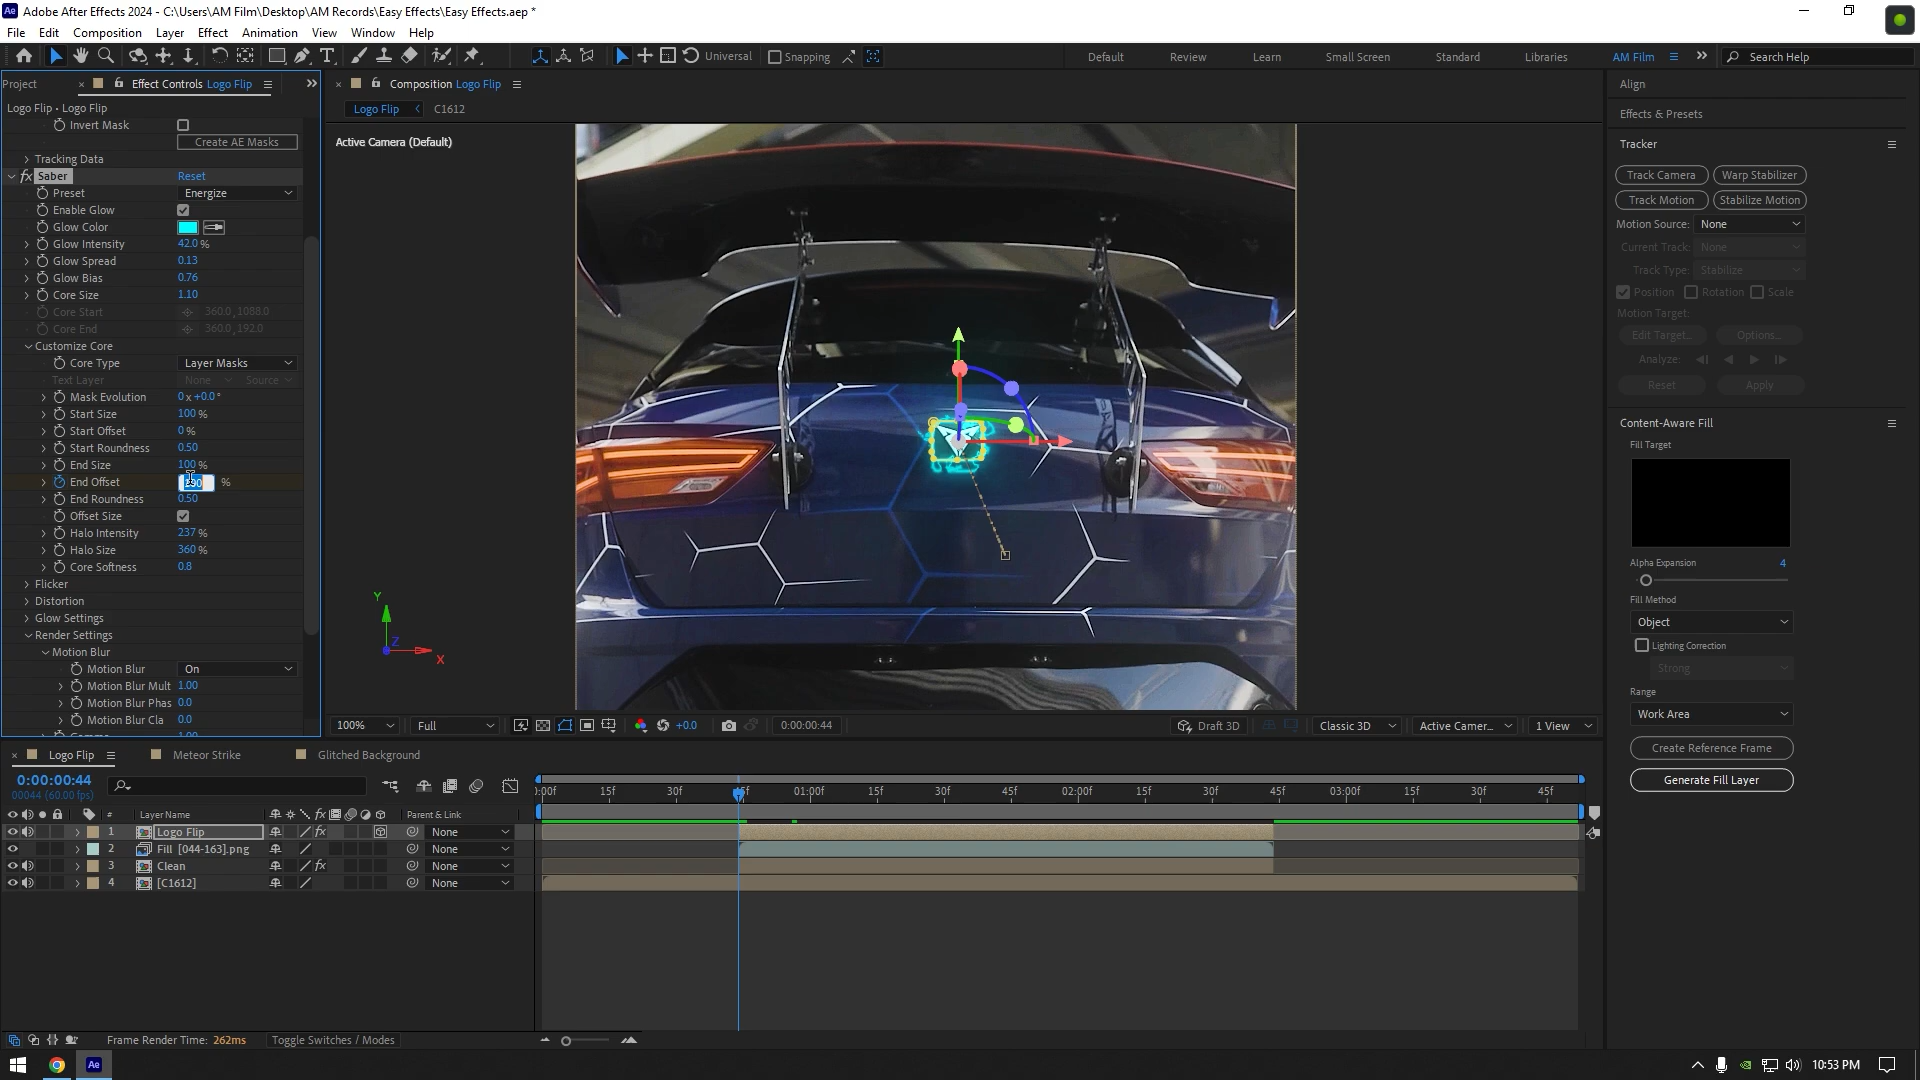 Adobe After Effects 2024 - C:\Users\AM Film\Desktop\AM Records\Easy Effects\Easy Effects.aep *
File Edit Composition Layer Effect Animation View Window Help
Universal Snapping Default Review Learn Small Screen Standard Libraries AM Film Search Help
Project Effect Controls Logo Flip
Logo Flip • Logo Flip
Invert Mask
Create AE Masks
Tracking Data
fx Saber Reset
Preset Energize
Enable Glow
Glow Color
Glow Intensity 42.0 %
Glow Spread 0.13
Glow Bias 0.76
Core Size 1.10
Core Start 360.0,1088.0
Core End 360.0,192.0
Customize Core
Core Type Layer Masks
Text Layer None Source
Mask Evolution 0 x +0.0 °
Start Size 100 %
Start Offset 0 %
Start Roundness 0.50
End Size 100 %
End Offset %
End Roundness 0.50
Offset Size
Halo Intensity 237 %
Halo Size 360 %
Core Softness 0.8
Flicker
Distortion
Glow Settings
Render Settings
Motion Blur
Motion Blur On
Motion Blur Mult 1.00
Motion Blur Phas 0.0
Motion Blur Cla 0.0
Composition Logo Flip
Logo Flip C1612
Active Camera (Default)
Y
Z
X
100% Full +0.0 0:00:00:44 Draft 3D Classic 3D Active Camer... 1 View
Align
Effects & Presets
Tracker
Track Camera Warp Stabilizer
Track Motion Stabilize Motion
Motion Source: None
Current Track: None
Track Type: Stabilize
Position Rotation Scale
Motion Target:
Edit Target... Options...
Analyze:
Reset Apply
Content-Aware Fill
Fill Target
Alpha Expansion 4
Fill Method
Object
Lighting Correction
Strong
Range
Work Area
Create Reference Frame
Generate Fill Layer
Logo Flip Meteor Strike Glitched Background
0:00:00:44
00044 (60.00 fps)
:00f 15f 30f 45f 01:00f 15f 30f 45f 02:00f 15f 30f 45f 03:00f 15f 30f 45f
# Layer Name fx Parent & Link
1 Logo Flip fx None
2 Fill [044-163].png None
3 Clean fx None
4 [C1612] None
Frame Render Time: 262ms Toggle Switches / Modes
Ae 10:53 PM